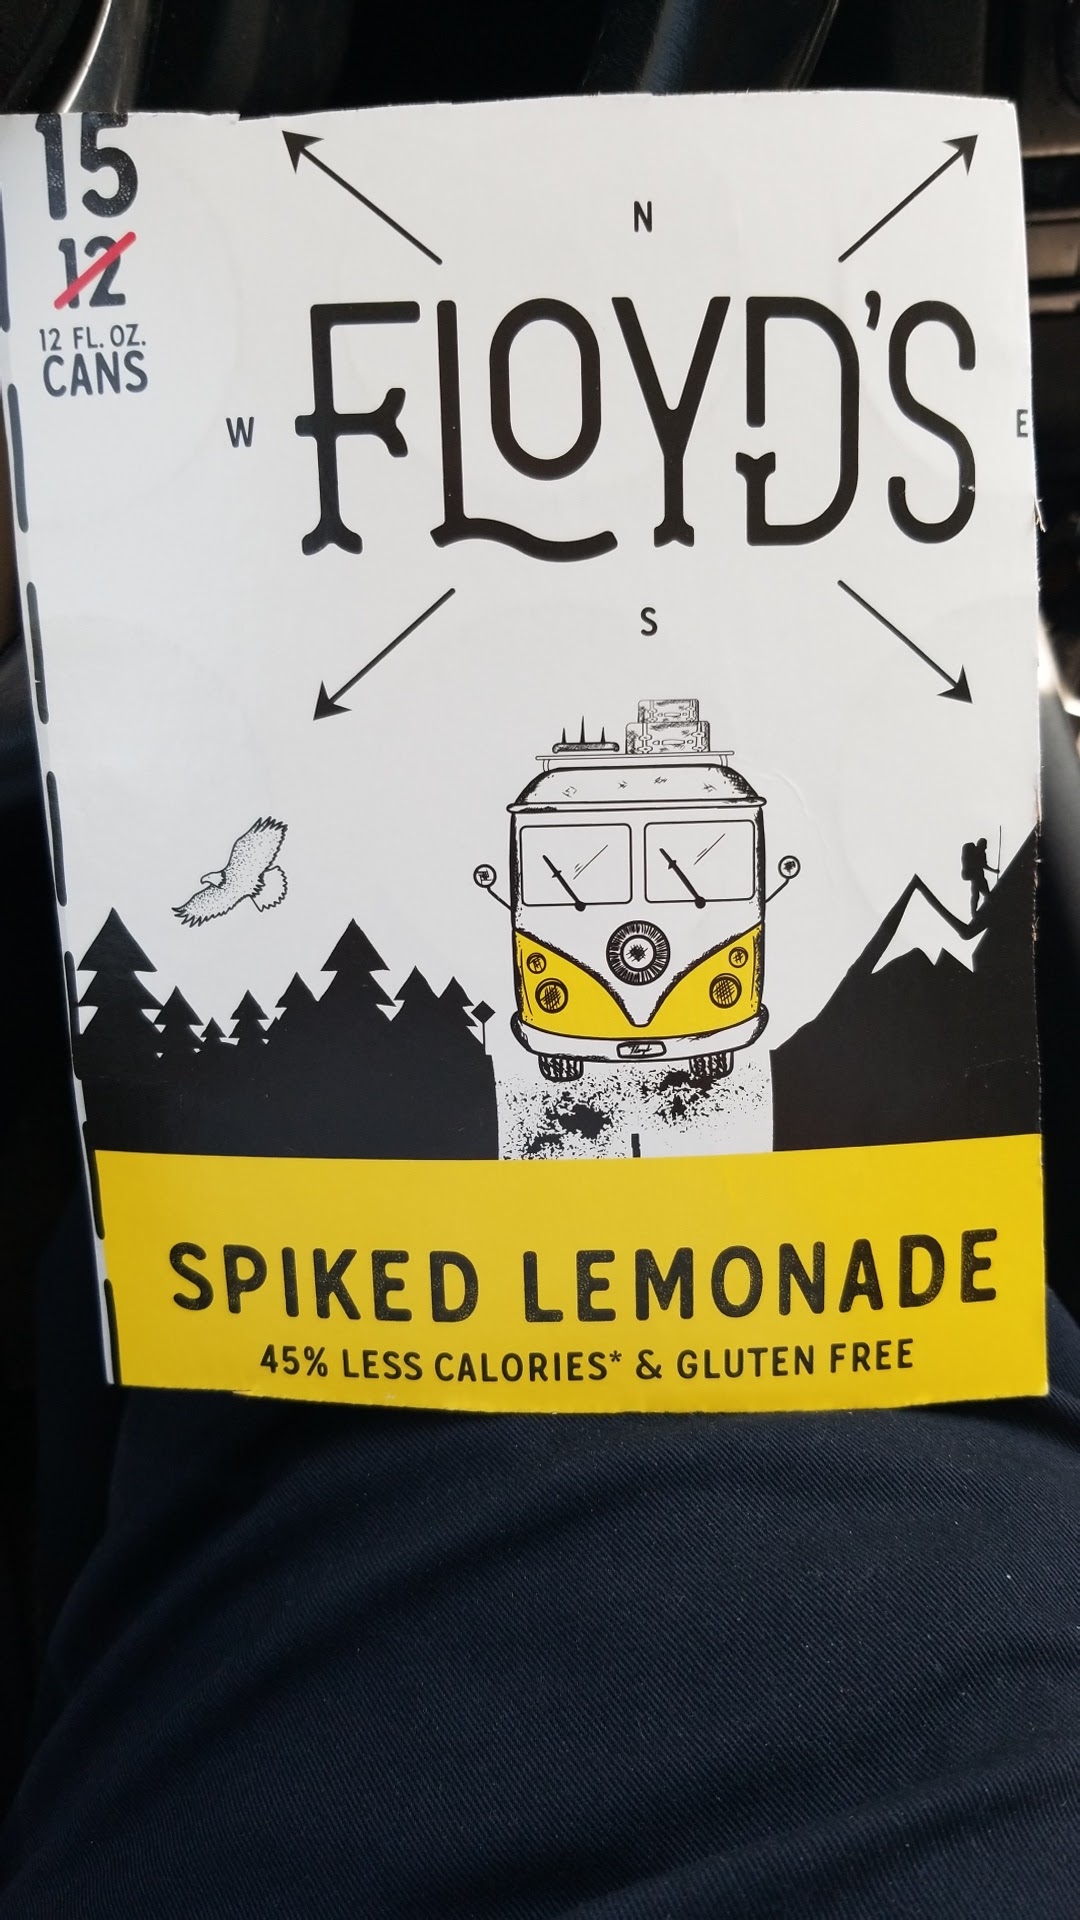 15
12
12 FL. OZ.
CANS
N
W
FLOYD'S
E
S
SPIKED LEMONADE
45% LESS CALORIES* & GLUTEN FREE